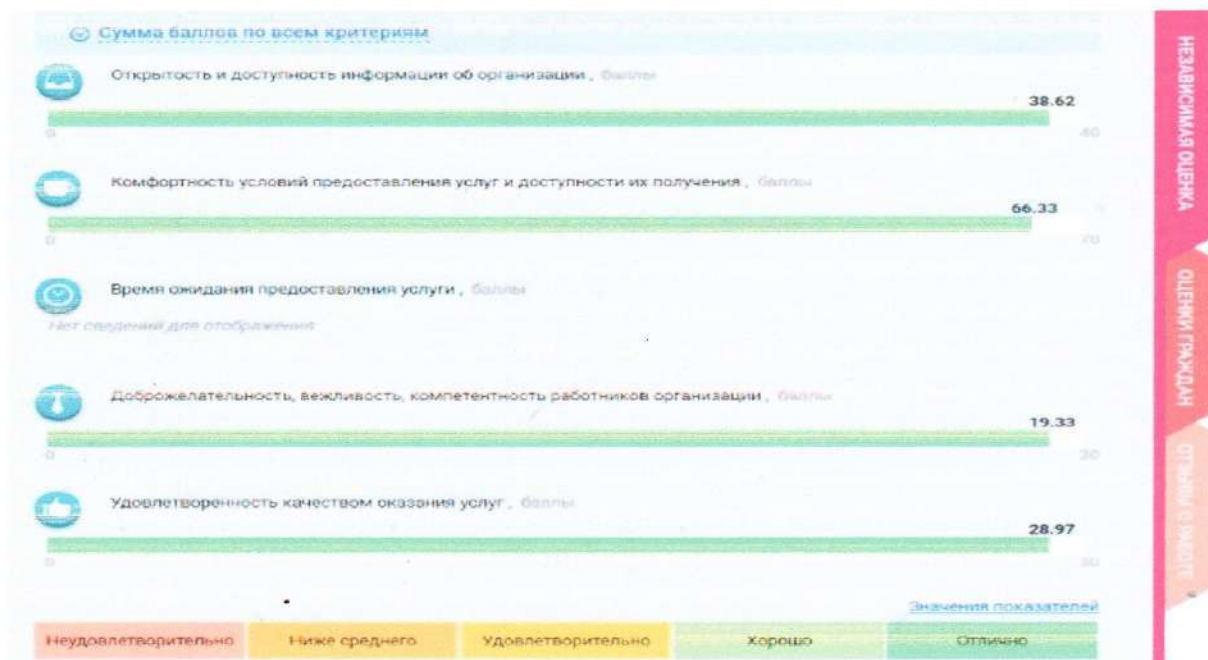 Сумма баллов по всем критериям
Открытость и доступность информации об организации, баллы
38.62
0 40
Комфортность условий предоставления услуг и доступности их получения, баллы
66.33
0 70
Время ожидания предоставления услуги, баллы
Нет сведений для отображения
Доброжелательность, вежливость, компетентность работников организации, баллы
19.33
0 20
Удовлетворенность качеством оказания услуг, баллы
28.97
0 30
Значения показателей
Неудовлетворительно Ниже среднего Удовлетворительно Хорошо Отлично
НЕЗАВИСИМАЯ ОЦЕНКА
ОЦЕНКИ ГРАЖДАН
ОТЗЫВЫ О РАБОТЕ